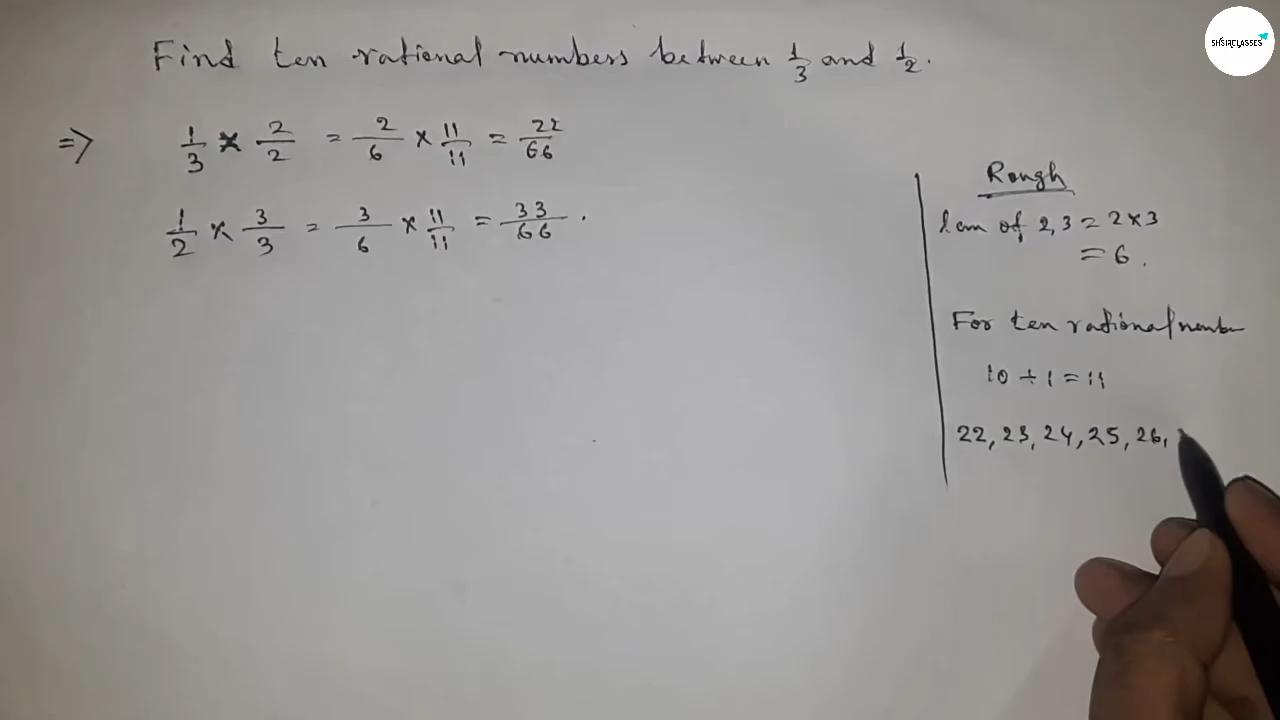 SHSIRCLASSES
Find ten rational numbers between 1/3 and 1/2.
=> 1/3 × 2/2 = 2/6 × 11/11 = 22/66
1/2 × 3/3 = 3/6 × 11/11 = 33/66.
Rough
lcm of 2,3 = 2×3
= 6.
For ten rational number
10 + 1 = 11
22, 23, 24, 25, 26,